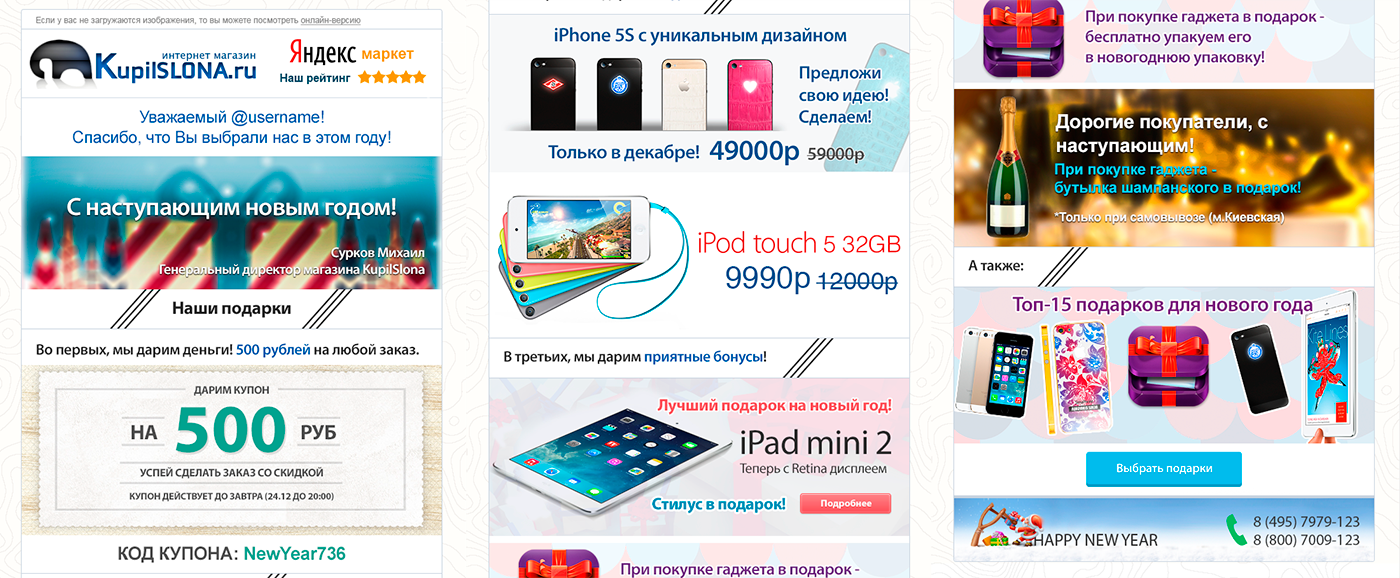 Если у вас не загружаются изображения, то вы можете посмотреть онлайн-версию
интернет магазин
KupilSLONA.ru
Яндекс маркет
Наш рейтинг
Уважаемый @username!
Спасибо, что Вы выбрали нас в этом году!
С наступающим новым годом!
Сурков Михаил
Генеральный директор магазина KupilSlona
Наши подарки
Во первых, мы дарим деньги! 500 рублей на любой заказ.
ДАРИМ КУПОН
НА 500 РУБ
УСПЕЙ СДЕЛАТЬ ЗАКАЗ СО СКИДКОЙ
КУПОН ДЕЙСТВУЕТ ДО ЗАВТРА (24.12 ДО 20:00)
КОД КУПОНА: NewYear736
iPhone 5S с уникальным дизайном
Предложи
свою идею!
Сделаем!
Только в декабре! 49000р 59000р
iPod touch 5 32GB
9990р 12000р
В третьих, мы дарим приятные бонусы!
Лучший подарок на новый год!
iPad mini 2
Теперь с Retina дисплеем
Стилус в подарок!
Подробнее
При покупке гаджета в подарок -
При покупке гаджета в подарок -
бесплатно упакуем его
в новогоднюю упаковку!
Дорогие покупатели, с
наступающим!
При покупке гаджета -
бутылка шампанского в подарок!
*Только при самовывозе (м.Киевская)
А также:
Топ-15 подарков для нового года
Выбрать подарки
HAPPY NEW YEAR
8 (495) 7979-123
8 (800) 7009-123